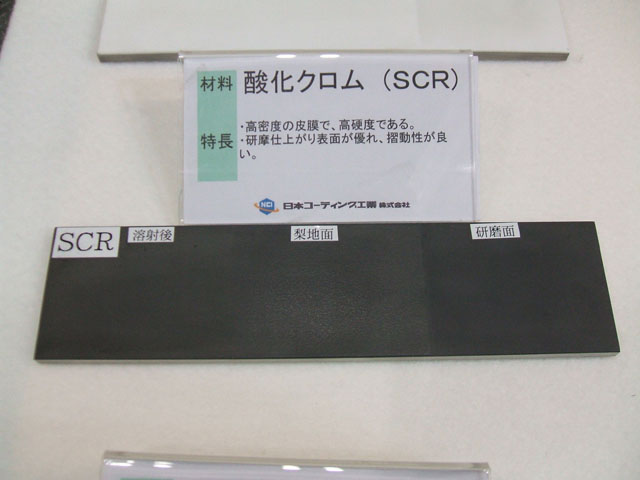 材料 酸化クロム（SCR）
特長 ・高密度の皮膜で、高硬度である。
・研摩仕上がり表面が優れ、摺動性が良
い。
NCI 日本コーティング工業 株式会社
SCR 溶射後 梨地面 研磨面